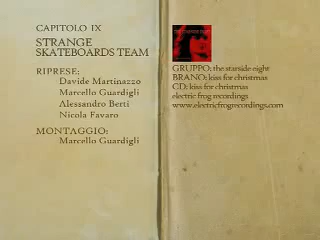 CAPITOLO IX
STRANGE
SKATEBOARDS TEAM
RIPRESE:
Davide Martinazzo
Marcello Guardigli
Alessandro Berti
Nicola Favaro
MONTAGGIO:
Marcello Guardigli
GRUPPO: the starside eight
BRANO: kiss for christmas
CD: kiss for christmas
electric frog recordings
www.electricfrogrecordings.com